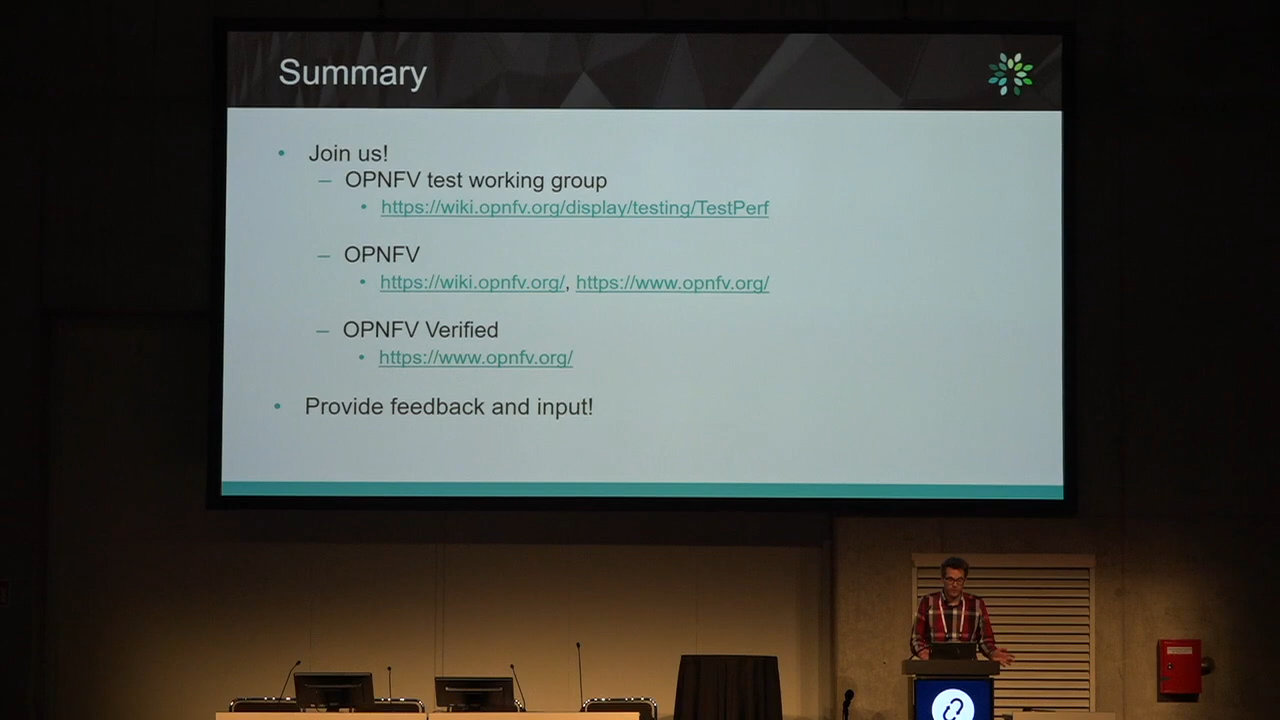 Summary
• Join us!
– OPNFV test working group
• https://wiki.opnfv.org/display/testing/TestPerf
– OPNFV
• https://wiki.opnfv.org/, https://www.opnfv.org/
– OPNFV Verified
• https://www.opnfv.org/
• Provide feedback and input!